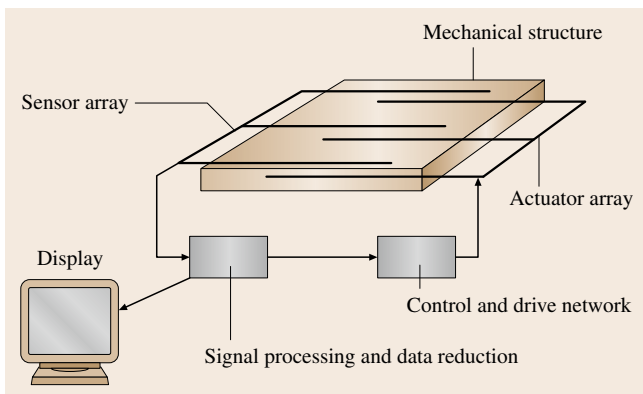 Mechanical structure
Sensor array
Actuator array
Display
Control and drive network
Signal processing and data reduction